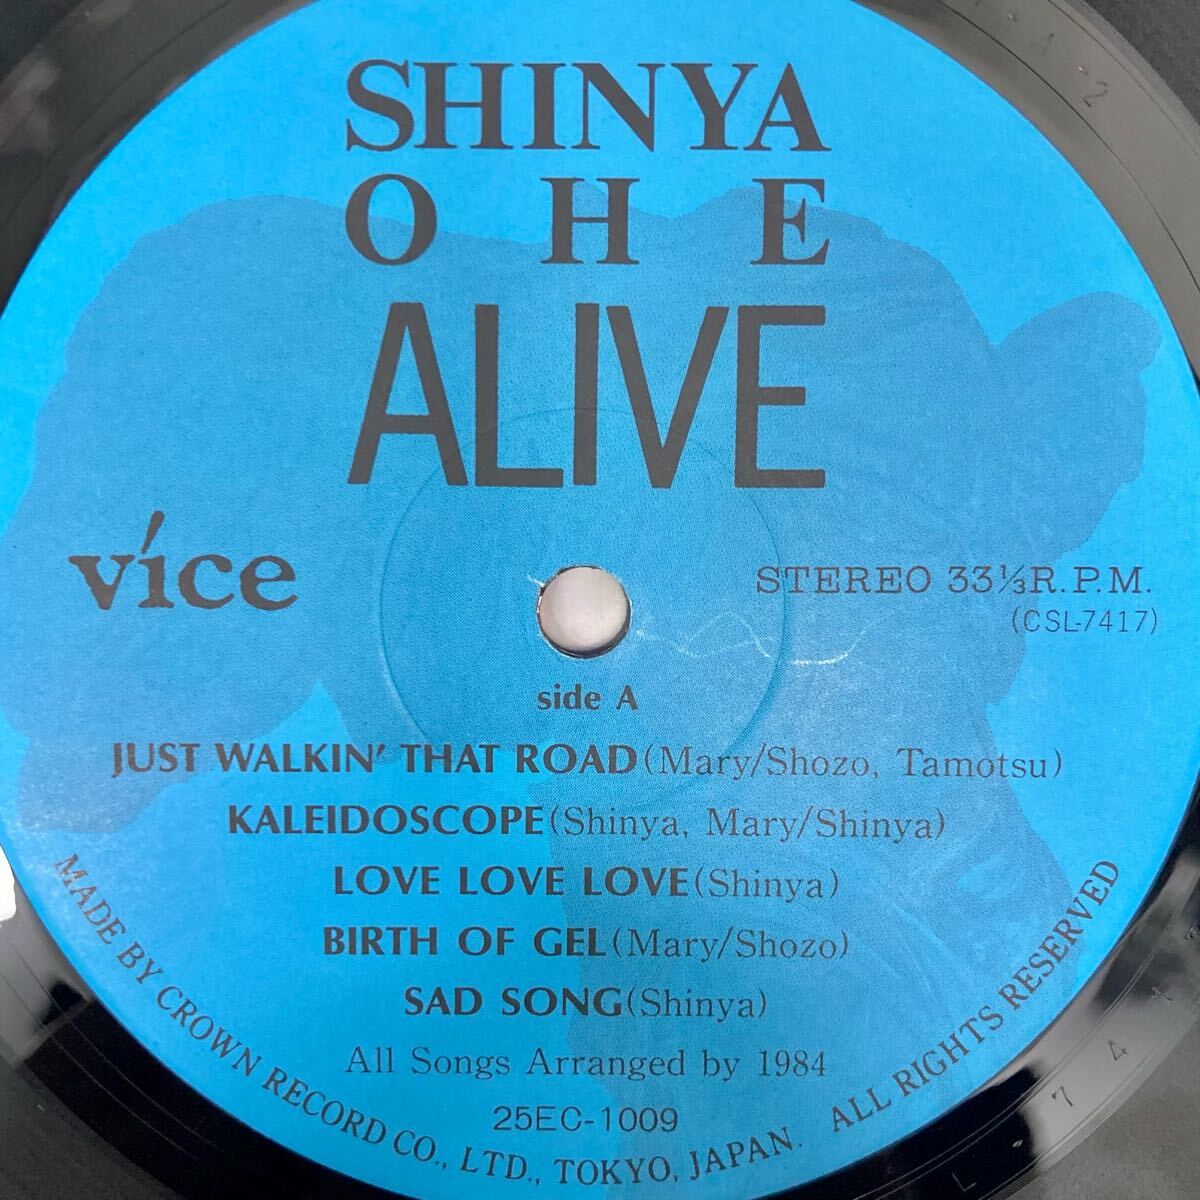 SHINYA
OHE
ALIVE
vice
STEREO 33⅓R.P.M.
(CSL-7417)
side A
JUST WALKIN' THAT ROAD(Mary/Shozo, Tamotsu)
KALEIDOSCOPE(Shinya, Mary/Shinya)
LOVE LOVE LOVE(Shinya)
BIRTH OF GEL(Mary/Shozo)
SAD SONG(Shinya)
All Songs Arranged by 1984
25EC-1009
MADE BY CROWN RECORD CO., LTD., TOKYO, JAPAN. ALL RIGHTS RESERVED